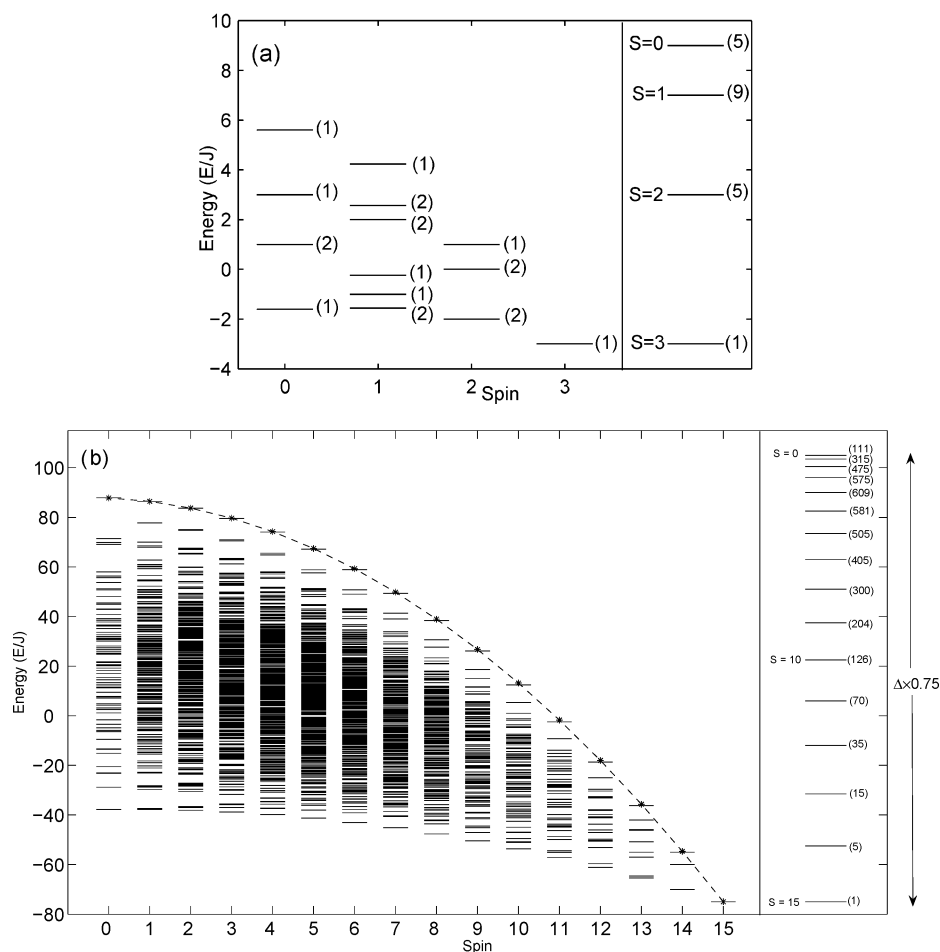 (a)
Energy (E/J)
10
8
6
4
2
0
−2
−4
(1)
(1)
(2)
(1)
(1)
(2)
(2)
(1)
(1)
(2)
(1)
(2)
(2)
(1)
0 1 2 3
Spin
S=0 (5)
S=1 (9)
S=2 (5)
S=3 (1)
(b)
Energy (E/J)
100
80
60
40
20
0
−20
−40
−60
−80
0 1 2 3 4 5 6 7 8 9 10 11 12 13 14 15
Spin
S = 0 (111)
(315)
(475)
(575)
(609)
(581)
(505)
(405)
(300)
(204)
S = 10 (126)
(70)
(35)
(15)
(5)
S = 15 (1)
Δ×0.75